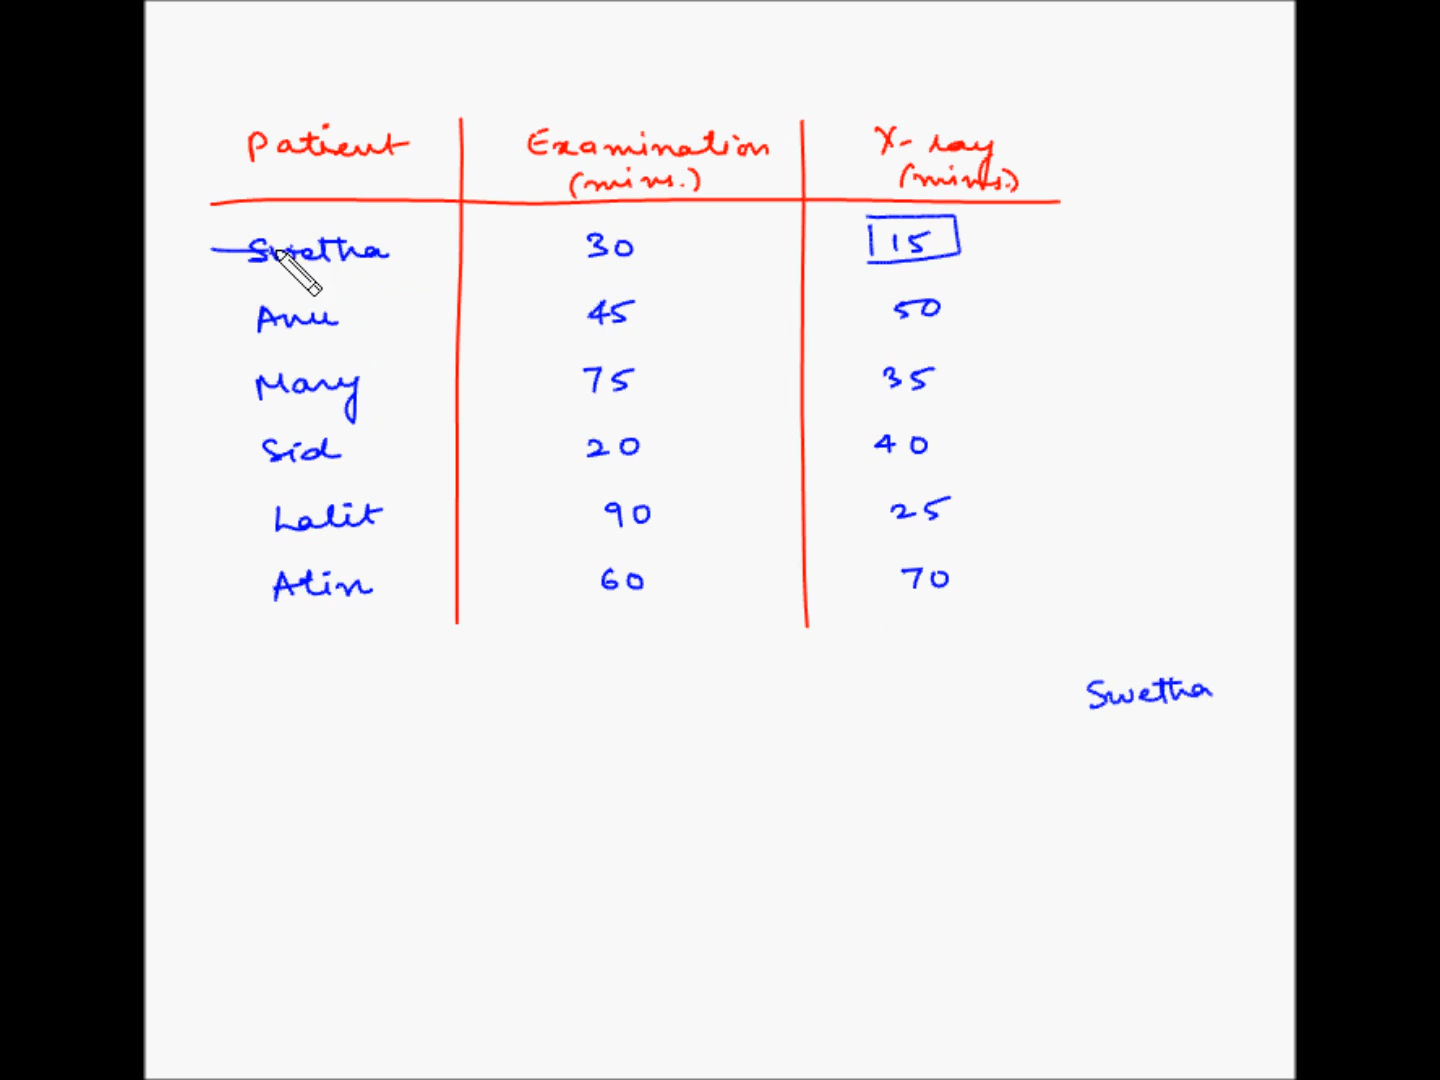 Patient Examination (mins.) X-ray (mins.)
Swetha 30 15
Anu 45 50
Mary 75 35
Sid 20 40
Lalit 90 25
Atin 60 70
Swetha